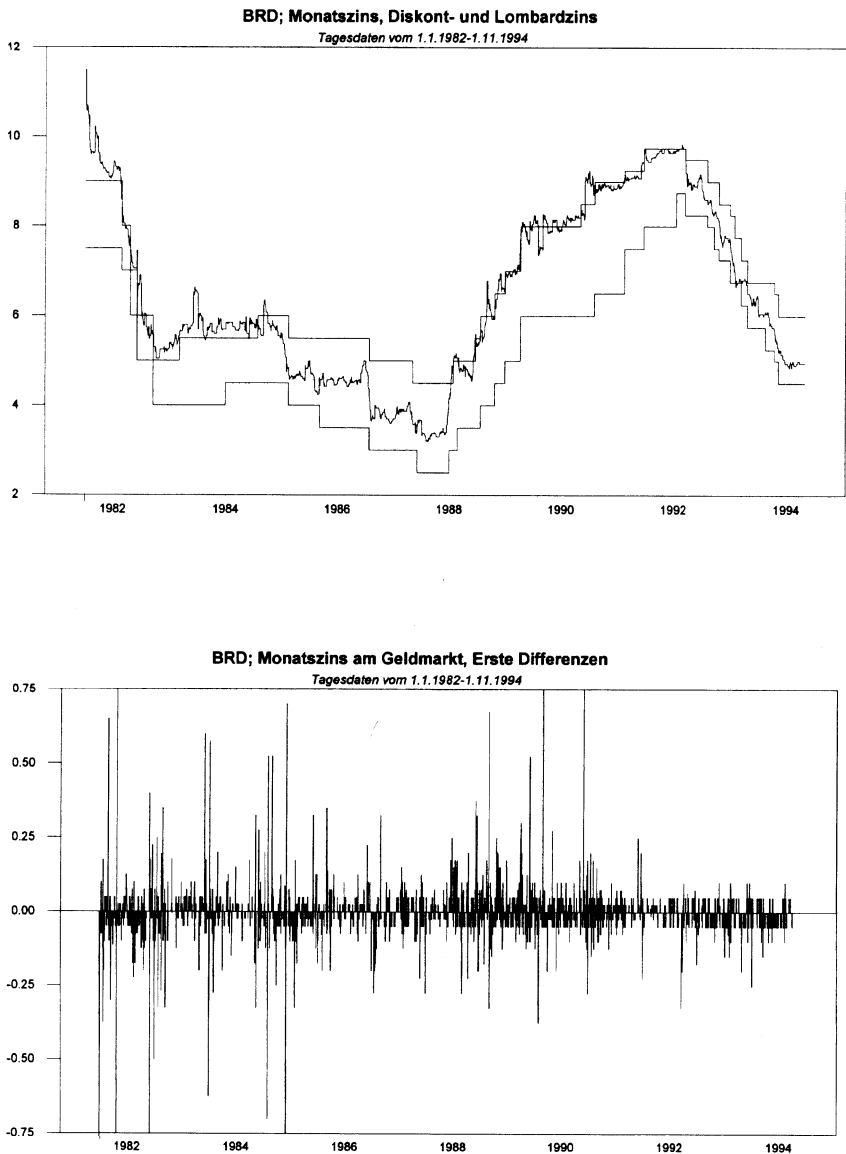 BRD; Monatszins, Diskont- und Lombardzins
Tagesdaten vom 1.1.1982-1.11.1994
12
10
8
6
4
2
1982 1984 1986 1988 1990 1992 1994
BRD; Monatszins am Geldmarkt, Erste Differenzen
Tagesdaten vom 1.1.1982-1.11.1994
0.75
0.50
0.25
0.00
-0.25
-0.50
-0.75
1982 1984 1986 1988 1990 1992 1994